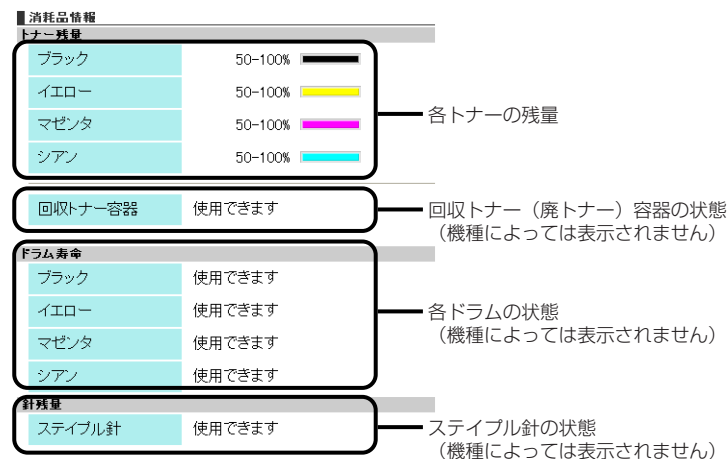 消耗品情報
トナー残量
ブラック 50-100%
イエロー 50-100%
マゼンタ 50-100%
シアン 50-100%
各トナーの残量
回収トナー容器 使用できます
回収トナー（廃トナー）容器の状態
（機種によっては表示されません）
ドラム寿命
ブラック 使用できます
イエロー 使用できます
マゼンタ 使用できます
シアン 使用できます
各ドラムの状態
（機種によっては表示されません）
針残量
ステイプル針 使用できます
ステイプル針の状態
（機種によっては表示されません）